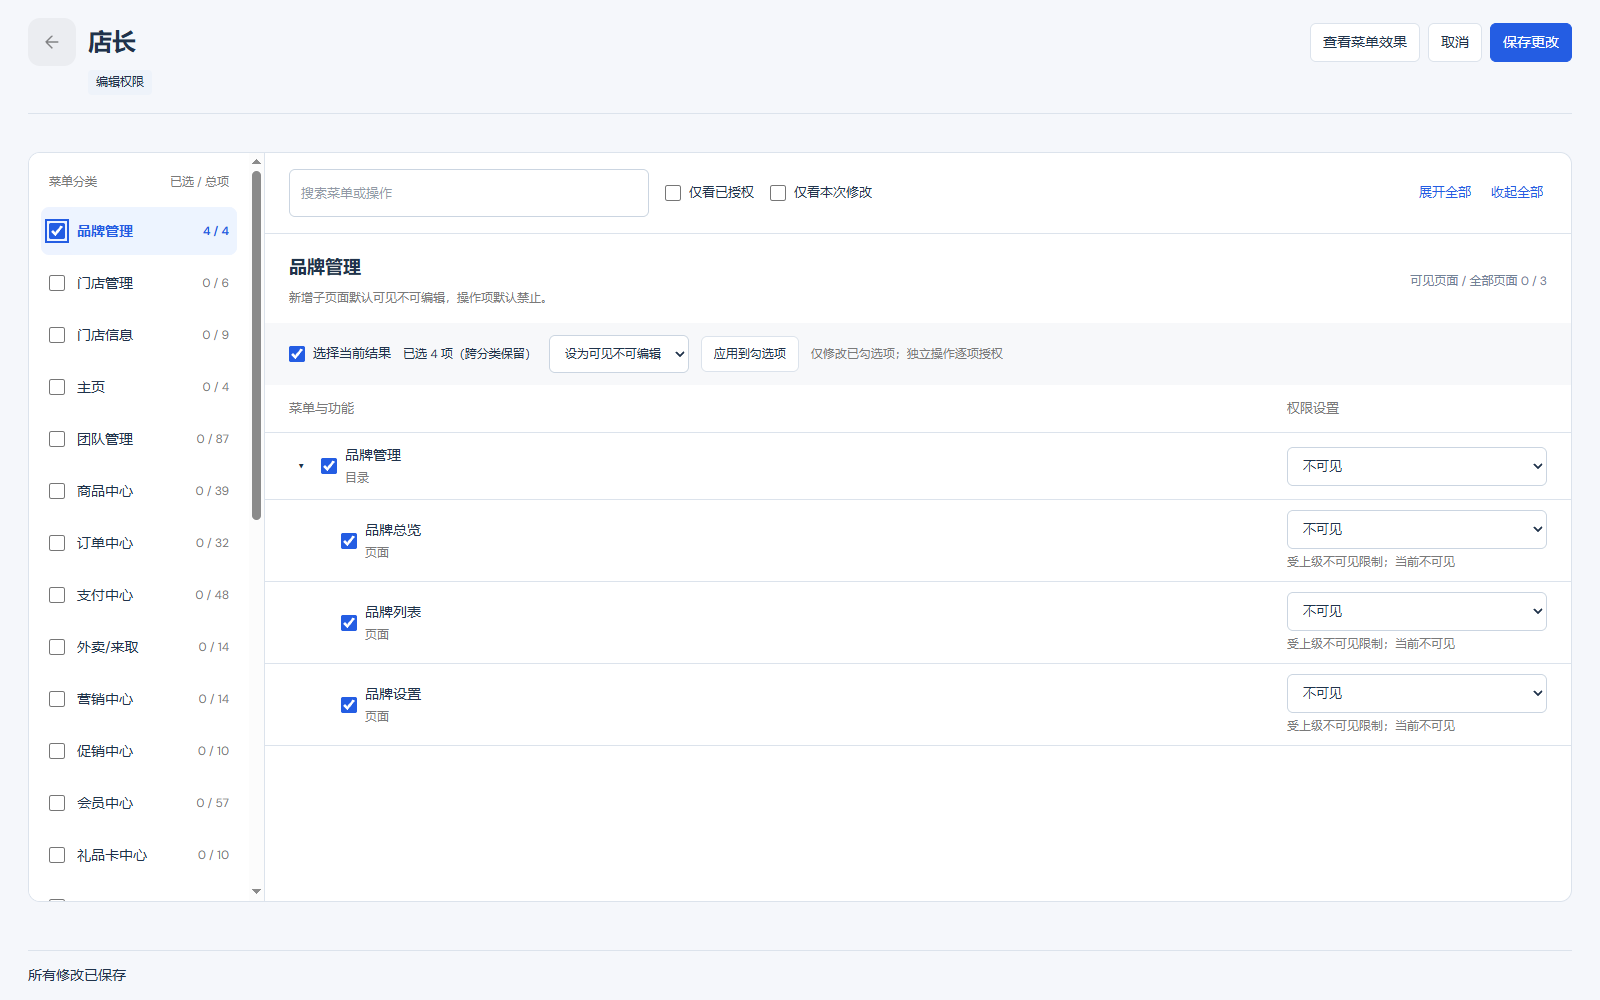 店长
编辑权限
查看菜单效果
取消
保存更改
菜单分类
已选 / 总项
品牌管理
4 / 4
门店管理
0 / 6
门店信息
0 / 9
主页
0 / 4
团队管理
0 / 87
商品中心
0 / 39
订单中心
0 / 32
支付中心
0 / 48
外卖/来取
0 / 14
营销中心
0 / 14
促销中心
0 / 10
会员中心
0 / 57
礼品卡中心
0 / 10
搜索菜单或操作
仅看已授权
仅看本次修改
展开全部
收起全部
品牌管理
新增子页面默认可见不可编辑，操作项默认禁止。
可见页面 / 全部页面 0 / 3
选择当前结果
已选 4 项（跨分类保留）
设为可见不可编辑
应用到勾选项
仅修改已勾选项；独立操作逐项授权
菜单与功能
权限设置
品牌管理
目录
不可见
品牌总览
页面
不可见
受上级不可见限制；当前不可见
品牌列表
页面
不可见
受上级不可见限制；当前不可见
品牌设置
页面
不可见
受上级不可见限制；当前不可见
所有修改已保存